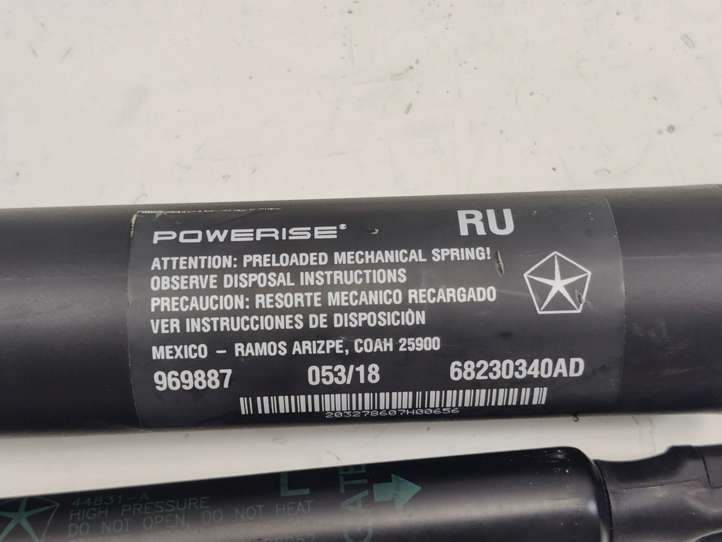 POWERISE® RU
ATTENTION: PRELOADED MECHANICAL SPRING!
OBSERVE DISPOSAL INSTRUCTIONS
PRECAUCION: RESORTE MECANICO RECARGADO
VER INSTRUCCIONES DE DISPOSICIÒN
MEXICO – RAMOS ARIZPE, COAH 25900
969887 053/18 68230340AD
203278607H00656
44831-A
HIGH PRESSURE
DO NOT OPEN, DO NOT HEAT